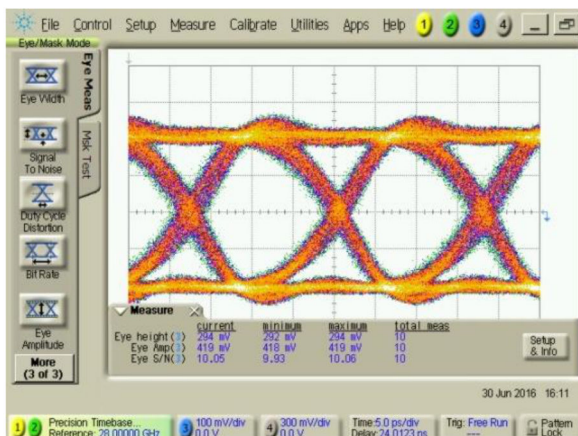 File Control Setup Measure Calibrate Utilities Apps Help 1 2 3 4
Eye/Mask Mode
Eye Meas
Msk Test
Eye Width
Signal
To Noise
Duty Cycle
Distortion
Bit Rate
Eye
Amplitude
More
(3 of 3)
Measure
current minimum maximum total meas
Eye height(3) 294 mV 292 mV 294 mV 10
Eye Amp(3) 419 mV 418 mV 419 mV 10
Eye S/N(3) 10.05 9.93 10.06 10
Setup
& Info
30 Jun 2016 16:11
1 2 Precision Timebase...
Reference: 28.00000 GHz
3 100 mV/div
0.0 V
4 300 mV/div
0.0 V
Time:5.0 ps/div
Delay:24.0123 ns
Trig: Free Run
---
Pattern
Lock